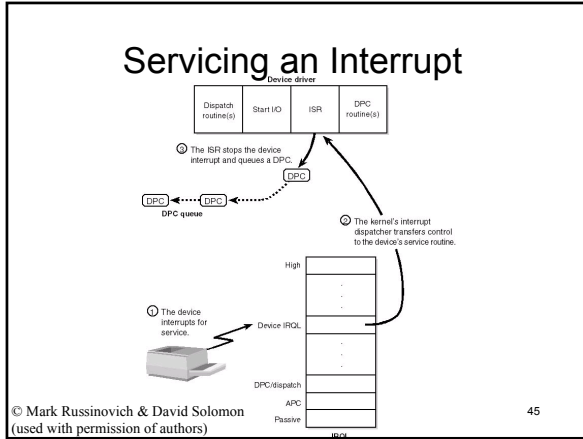 Servicing an Interrupt
Device driver
Dispatch
routine(s)
Start I/O
ISR
DPC
routine(s)
③ The ISR stops the device
interrupt and queues a DPC.
DPC
DPC
DPC
DPC queue
② The kernel's interrupt
dispatcher transfers control
to the device's service routine.
High
① The device
interrupts for
service.
Device IRQL
DPC/dispatch
APC
Passive
IRQL
© Mark Russinovich & David Solomon
(used with permission of authors)
45